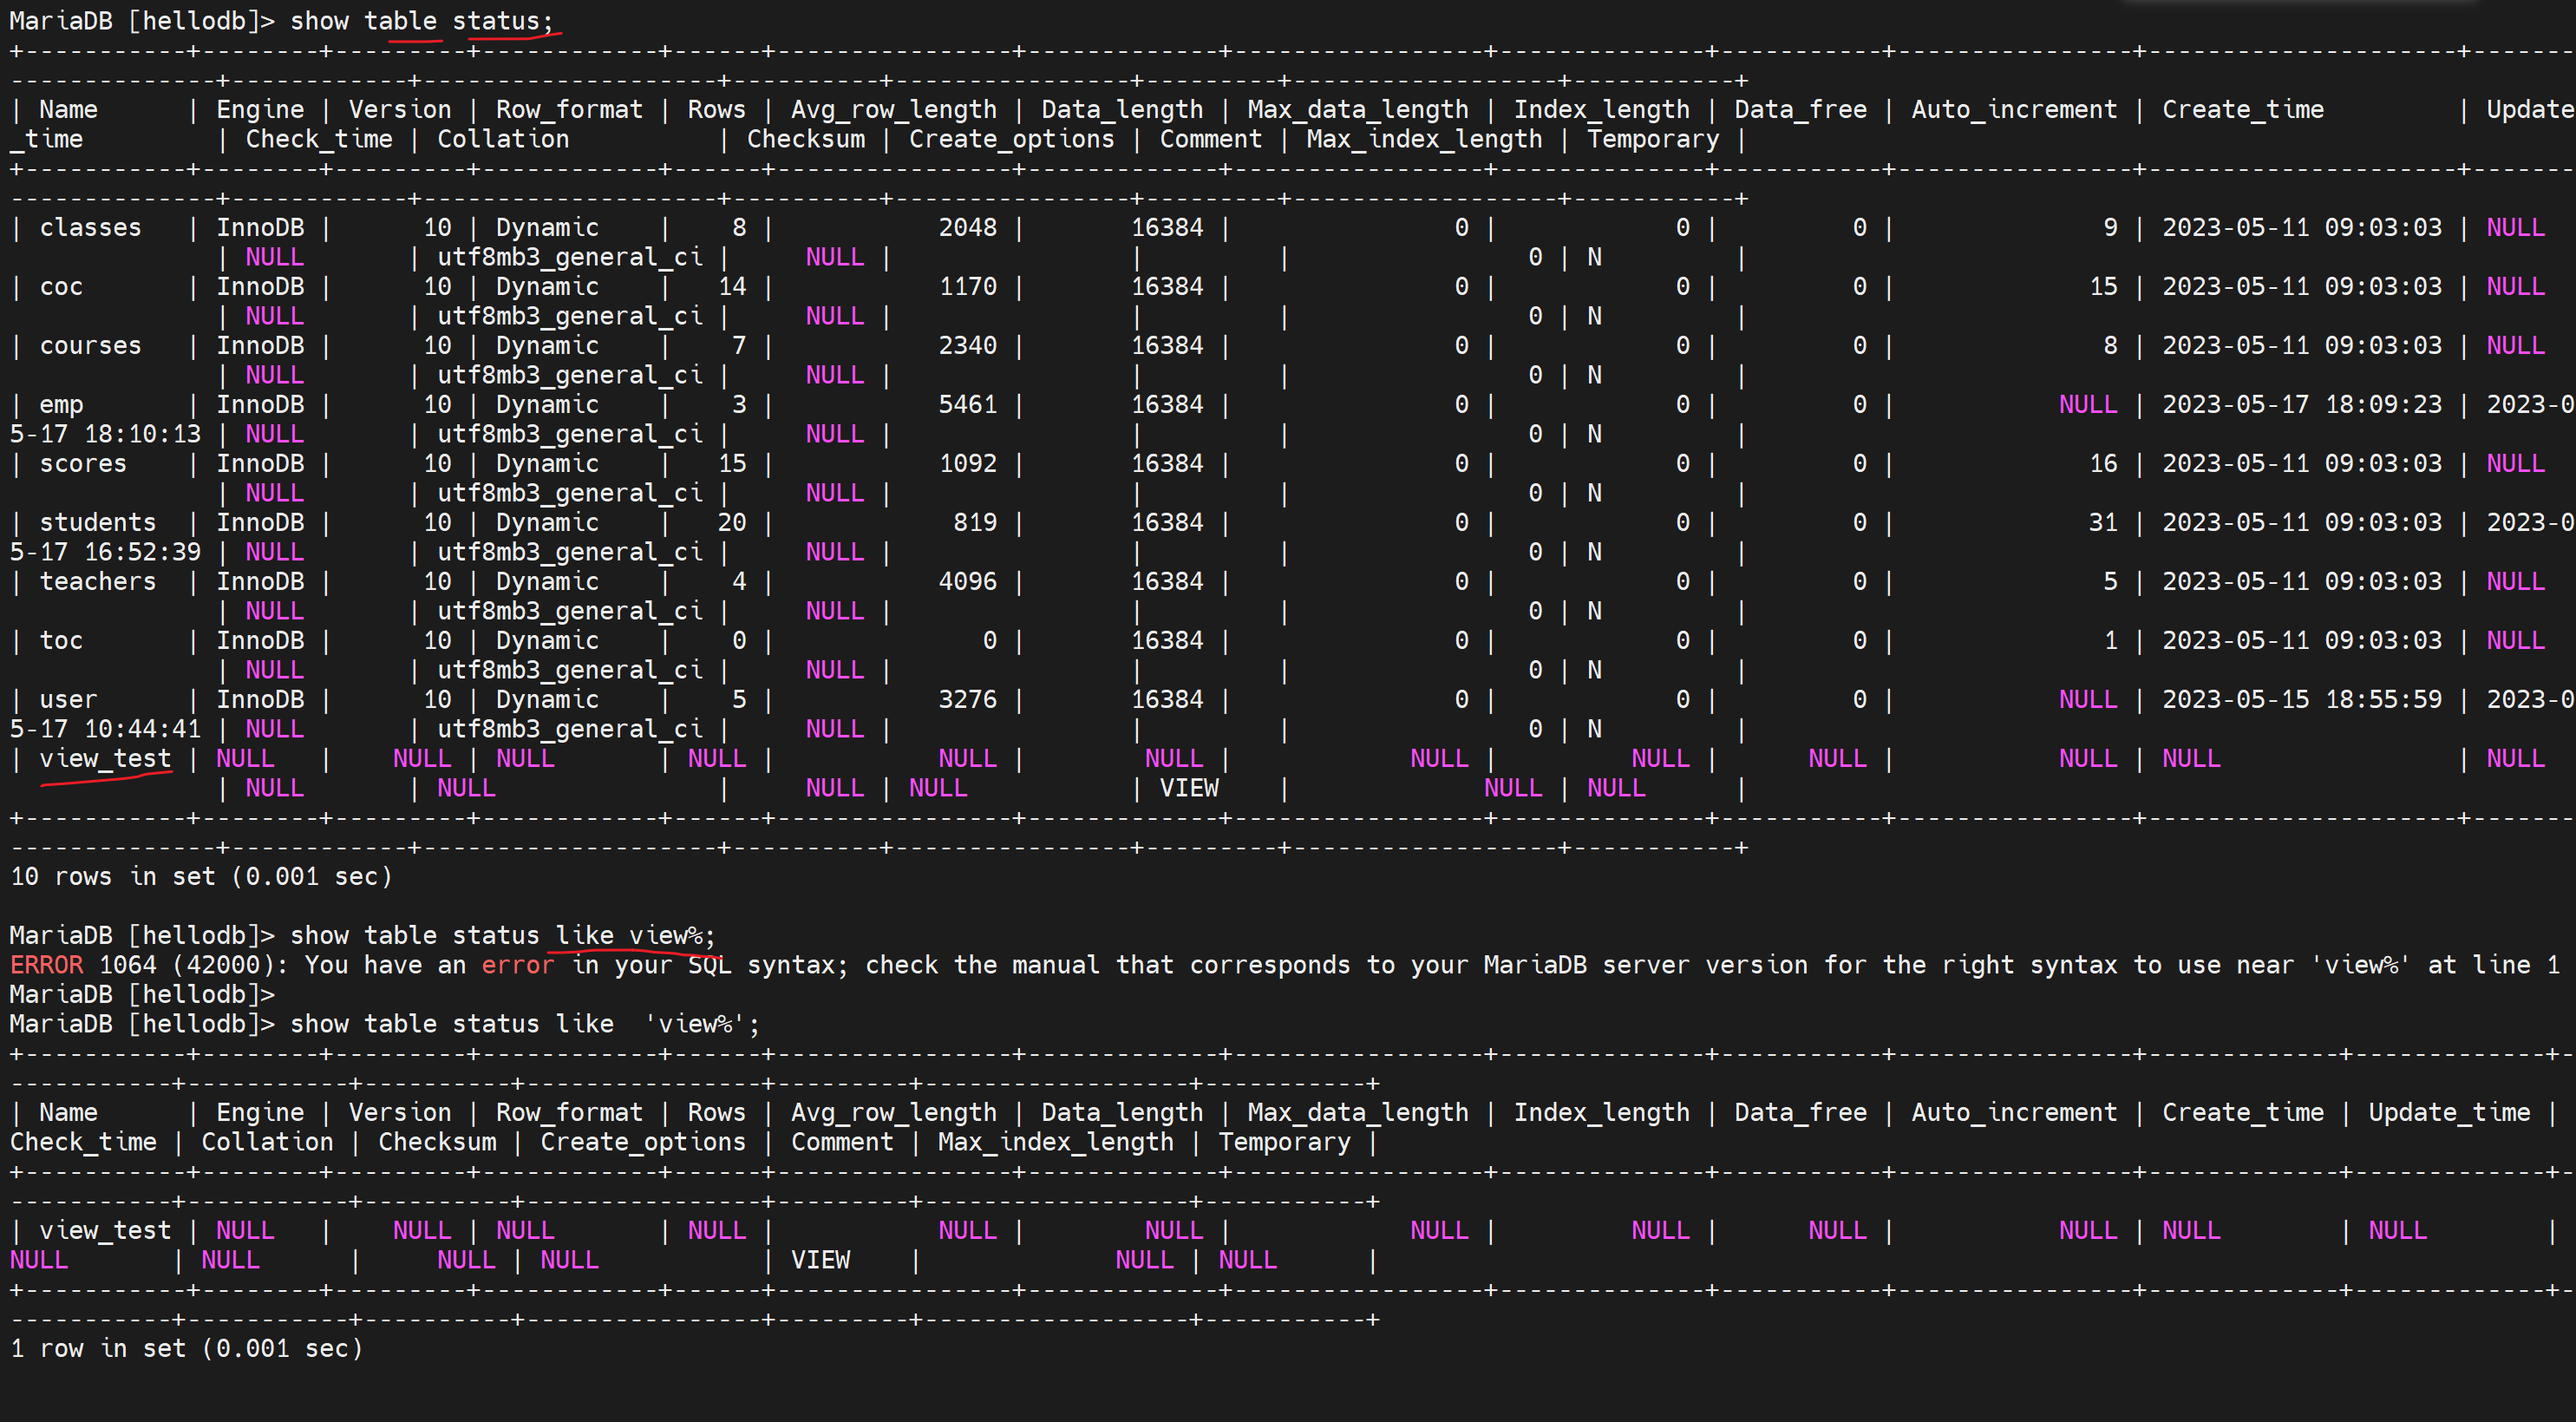 MariaDB [hellodb]> show table status;
+-----------+--------+---------+------------+------+----------------+-------------+-----------------+--------------+-----------+----------------+---------------------+-------
--------------+------------+--------------------+----------+----------------+---------+------------------+-----------+
| Name      | Engine | Version | Row_format | Rows | Avg_row_length | Data_length | Max_data_length | Index_length | Data_free | Auto_increment | Create_time         | Update
_time         | Check_time | Collation          | Checksum | Create_options | Comment | Max_index_length | Temporary |
+-----------+--------+---------+------------+------+----------------+-------------+-----------------+--------------+-----------+----------------+---------------------+-------
--------------+------------+--------------------+----------+----------------+---------+------------------+-----------+
| classes   | InnoDB |      10 | Dynamic    |    8 |           2048 |       16384 |               0 |            0 |         0 |              9 | 2023-05-11 09:03:03 | NULL
              | NULL       | utf8mb3_general_ci |     NULL |                |         |                0 | N         |
| coc       | InnoDB |      10 | Dynamic    |   14 |           1170 |       16384 |               0 |            0 |         0 |             15 | 2023-05-11 09:03:03 | NULL
              | NULL       | utf8mb3_general_ci |     NULL |                |         |                0 | N         |
| courses   | InnoDB |      10 | Dynamic    |    7 |           2340 |       16384 |               0 |            0 |         0 |              8 | 2023-05-11 09:03:03 | NULL
              | NULL       | utf8mb3_general_ci |     NULL |                |         |                0 | N         |
| emp       | InnoDB |      10 | Dynamic    |    3 |           5461 |       16384 |               0 |            0 |         0 |           NULL | 2023-05-17 18:09:23 | 2023-0
5-17 18:10:13 | NULL       | utf8mb3_general_ci |     NULL |                |         |                0 | N         |
| scores    | InnoDB |      10 | Dynamic    |   15 |           1092 |       16384 |               0 |            0 |         0 |             16 | 2023-05-11 09:03:03 | NULL
              | NULL       | utf8mb3_general_ci |     NULL |                |         |                0 | N         |
| students  | InnoDB |      10 | Dynamic    |   20 |            819 |       16384 |               0 |            0 |         0 |             31 | 2023-05-11 09:03:03 | 2023-0
5-17 16:52:39 | NULL       | utf8mb3_general_ci |     NULL |                |         |                0 | N         |
| teachers  | InnoDB |      10 | Dynamic    |    4 |           4096 |       16384 |               0 |            0 |         0 |              5 | 2023-05-11 09:03:03 | NULL
              | NULL       | utf8mb3_general_ci |     NULL |                |         |                0 | N         |
| toc       | InnoDB |      10 | Dynamic    |    0 |              0 |       16384 |               0 |            0 |         0 |              1 | 2023-05-11 09:03:03 | NULL
              | NULL       | utf8mb3_general_ci |     NULL |                |         |                0 | N         |
| user      | InnoDB |      10 | Dynamic    |    5 |           3276 |       16384 |               0 |            0 |         0 |           NULL | 2023-05-15 18:55:59 | 2023-0
5-17 10:44:41 | NULL       | utf8mb3_general_ci |     NULL |                |         |                0 | N         |
| view_test | NULL   |    NULL | NULL       | NULL |           NULL |        NULL |            NULL |         NULL |      NULL |           NULL | NULL                | NULL
              | NULL       | NULL               |     NULL | NULL           | VIEW    |             NULL | NULL      |
+-----------+--------+---------+------------+------+----------------+-------------+-----------------+--------------+-----------+----------------+---------------------+-------
--------------+------------+--------------------+----------+----------------+---------+------------------+-----------+
10 rows in set (0.001 sec)

MariaDB [hellodb]> show table status like view%;
ERROR 1064 (42000): You have an error in your SQL syntax; check the manual that corresponds to your MariaDB server version for the right syntax to use near 'view%' at line 1
MariaDB [hellodb]>
MariaDB [hellodb]> show table status like  'view%';
+-----------+--------+---------+------------+------+----------------+-------------+-----------------+--------------+-----------+----------------+-------------+-------------+-
-----------+-----------+----------+----------------+---------+------------------+-----------+
| Name      | Engine | Version | Row_format | Rows | Avg_row_length | Data_length | Max_data_length | Index_length | Data_free | Auto_increment | Create_time | Update_time |
Check_time | Collation | Checksum | Create_options | Comment | Max_index_length | Temporary |
+-----------+--------+---------+------------+------+----------------+-------------+-----------------+--------------+-----------+----------------+-------------+-------------+-
-----------+-----------+----------+----------------+---------+------------------+-----------+
| view_test | NULL   |    NULL | NULL       | NULL |           NULL |        NULL |            NULL |         NULL |      NULL |           NULL | NULL        | NULL        |
NULL       | NULL      |     NULL | NULL           | VIEW    |             NULL | NULL      |
+-----------+--------+---------+------------+------+----------------+-------------+-----------------+--------------+-----------+----------------+-------------+-------------+-
-----------+-----------+----------+----------------+---------+------------------+-----------+
1 row in set (0.001 sec)